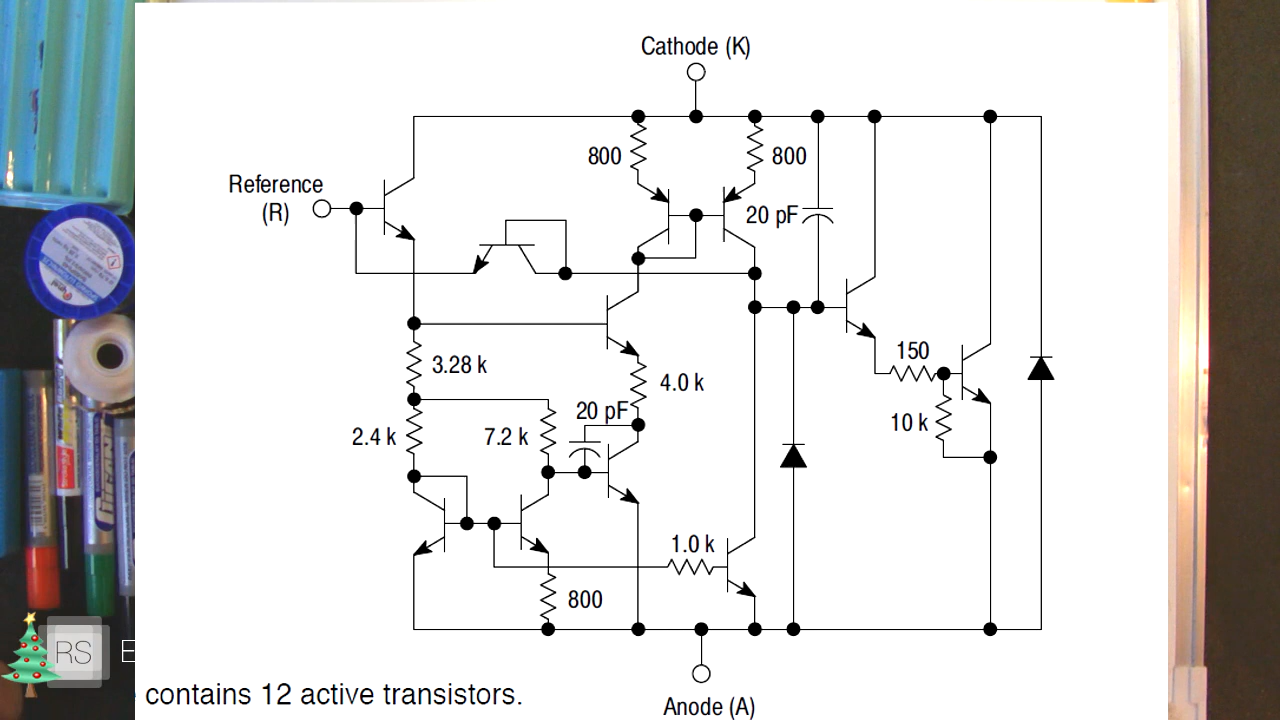 Cathode (K)
800
800
Reference
(R)
20 pF
150
3.28 k
4.0 k
20 pF
10 k
2.4 k
7.2 k
1.0 k
800
RS
E
contains 12 active transistors.
Anode (A)